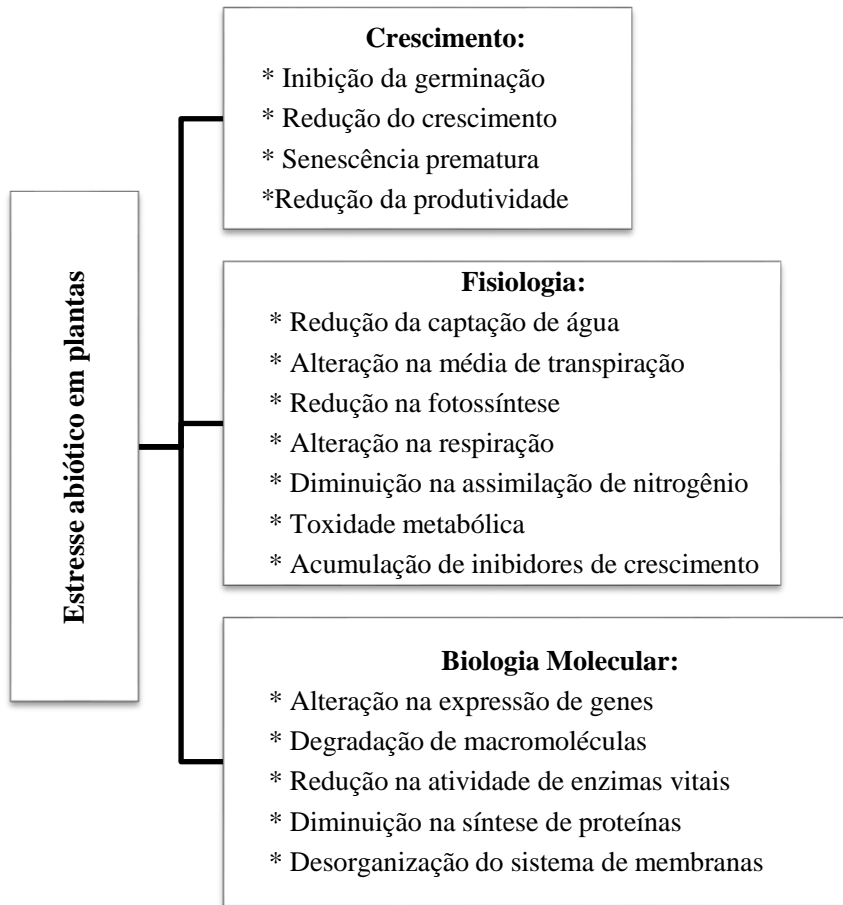 Estresse abiótico em plantas
Crescimento:
* Inibição da germinação
* Redução do crescimento
* Senescência prematura
*Redução da produtividade
Fisiologia:
* Redução da captação de água
* Alteração na média de transpiração
* Redução na fotossíntese
* Alteração na respiração
* Diminuição na assimilação de nitrogênio
* Toxidade metabólica
* Acumulação de inibidores de crescimento
Biologia Molecular:
* Alteração na expressão de genes
* Degradação de macromoléculas
* Redução na atividade de enzimas vitais
* Diminuição na síntese de proteínas
* Desorganização do sistema de membranas